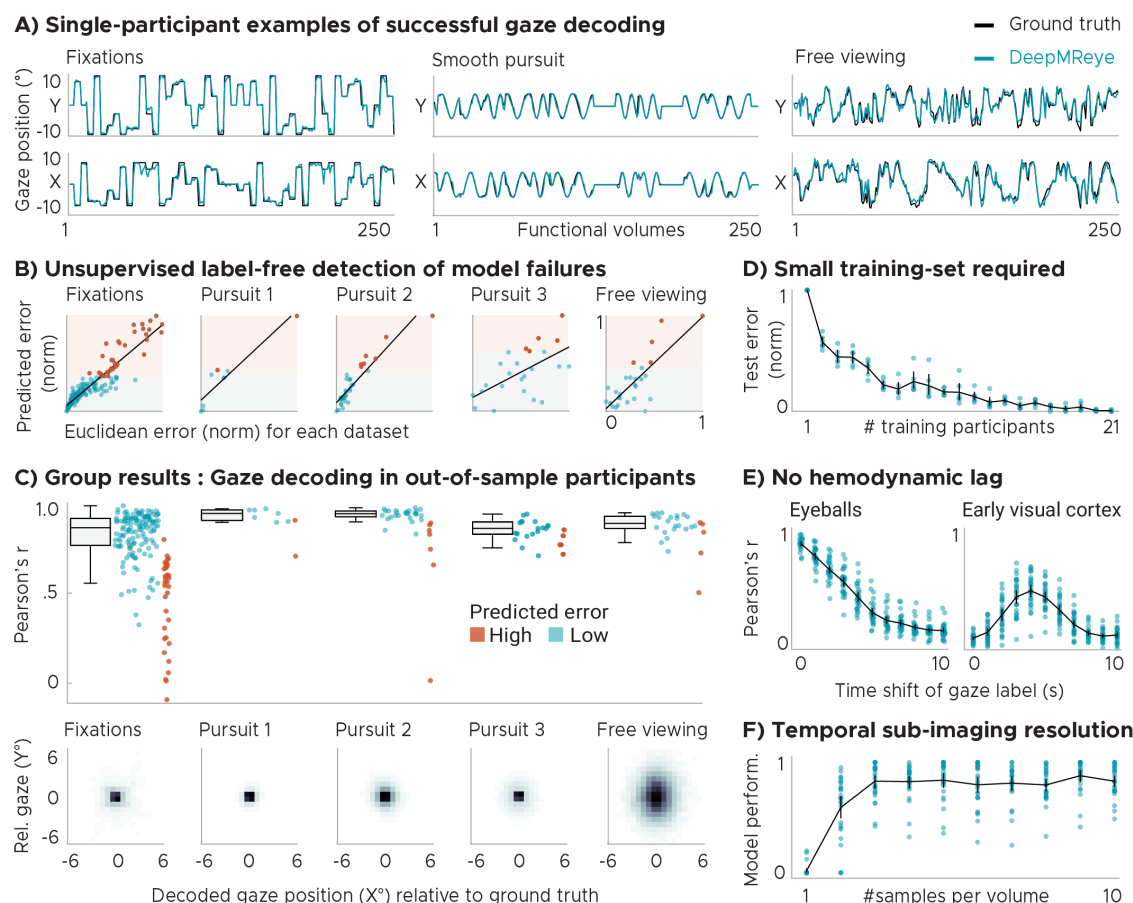 A) Single-participant examples of successful gaze decoding
Ground truth
DeepMReye
Fixations
Smooth pursuit
Free viewing
Gaze position (°)
10
Y
-10
10
X
-10
Y
X
Y
X
1
250
1
Functional volumes
250
1
250
B) Unsupervised label-free detection of model failures
Fixations
Pursuit 1
Pursuit 2
Pursuit 3
Free viewing
Predicted error
(norm)
1
0
1
Euclidean error (norm) for each dataset
C) Group results : Gaze decoding in out-of-sample participants
Pearson's r
1.0
.5
0
Predicted error
High
Low
Fixations
Pursuit 1
Pursuit 2
Pursuit 3
Free viewing
Rel. gaze (Y°)
6
0
-6
-6 0 6
-6 0 6
-6 0 6
-6 0 6
-6 0 6
Decoded gaze position (X°) relative to ground truth
D) Small training-set required
Test error
(norm)
1
0
1
# training participants
21
E) No hemodynamic lag
Eyeballs
Early visual cortex
Pearson's r
1
0
1
0
10
0
10
Time shift of gaze label (s)
F) Temporal sub-imaging resolution
Model perform.
1
0
1
#samples per volume
10